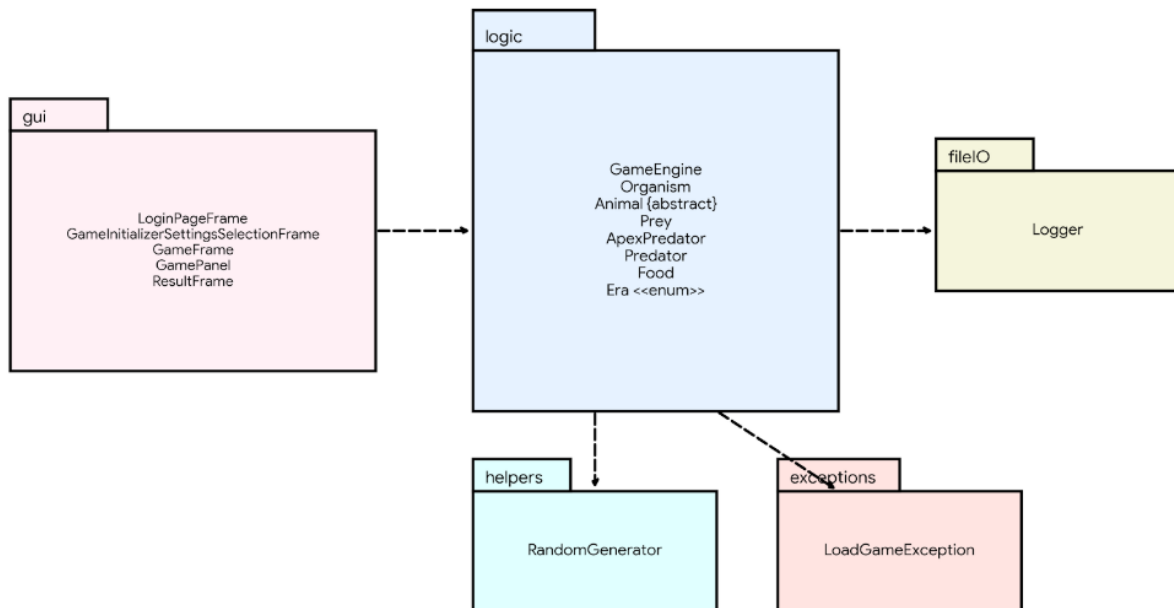 logic
gui
LoginPageFrame
GameInitializerSettingsSelectionFrame
GameFrame
GamePanel
ResultFrame
GameEngine
Organism
Animal {abstract}
Prey
ApexPredator
Predator
Food
Era <<enum>>
fileIO
Logger
helpers
RandomGenerator
exceptions
LoadGameException